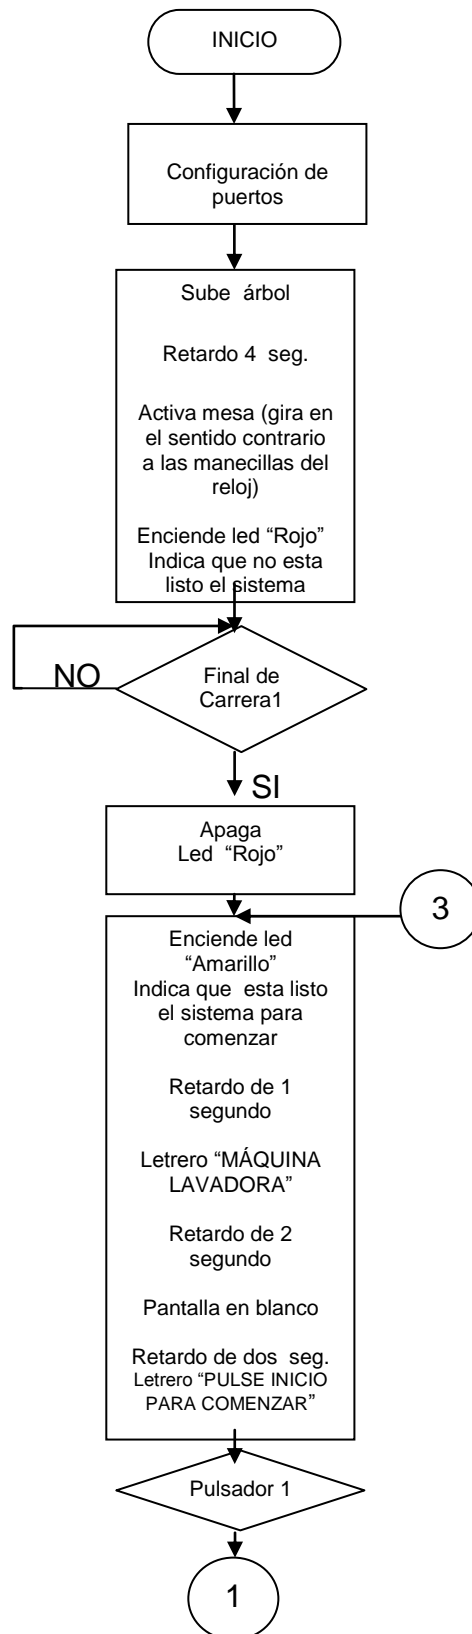 INICIO
Configuración de
puertos
Sube árbol
Retardo 4 seg.
Activa mesa (gira en
el sentido contrario
a las manecillas del
reloj)
Enciende led “Rojo”
Indica que no esta
listo el sistema
Final de
Carrera1
NO
SI
Apaga
Led “Rojo”
3
Enciende led
“Amarillo”
Indica que esta listo
el sistema para
comenzar
Retardo de 1
segundo
Letrero “MÁQUINA
LAVADORA”
Retardo de 2
segundo
Pantalla en blanco
Retardo de dos seg.
Letrero “PULSE INICIO
PARA COMENZAR”
Pulsador 1
1